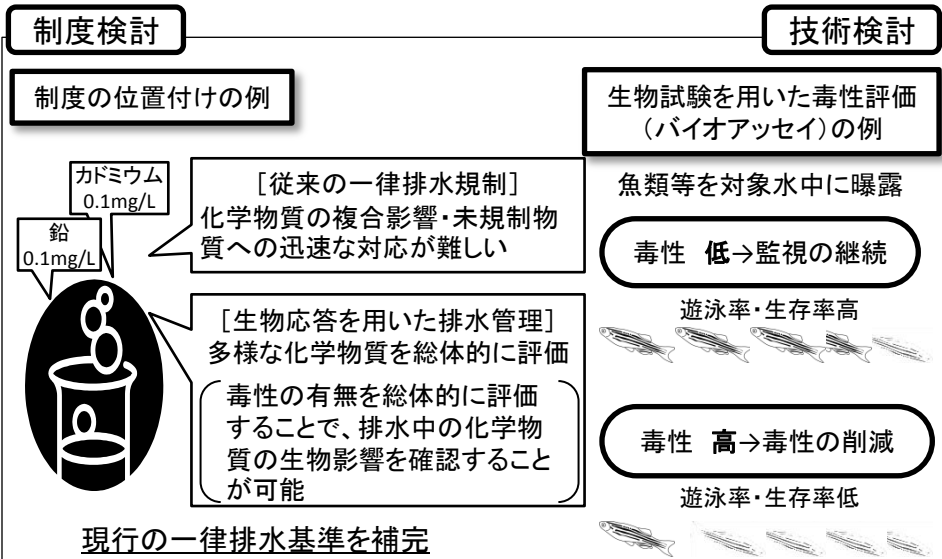 制度検討
技術検討
制度の位置付けの例
カドミウム
0.1mg/L
鉛
0.1mg/L
［従来の一律排水規制］
化学物質の複合影響・未規制物
質への迅速な対応が難しい
［生物応答を用いた排水管理］
多様な化学物質を総体的に評価
毒性の有無を総体的に評価
することで、排水中の化学物
質の生物影響を確認すること
が可能
現行の一律排水基準を補完
生物試験を用いた毒性評価
（バイオアッセイ）の例
魚類等を対象水中に曝露
毒性 低→監視の継続
遊泳率・生存率高
毒性 高→毒性の削減
遊泳率・生存率低